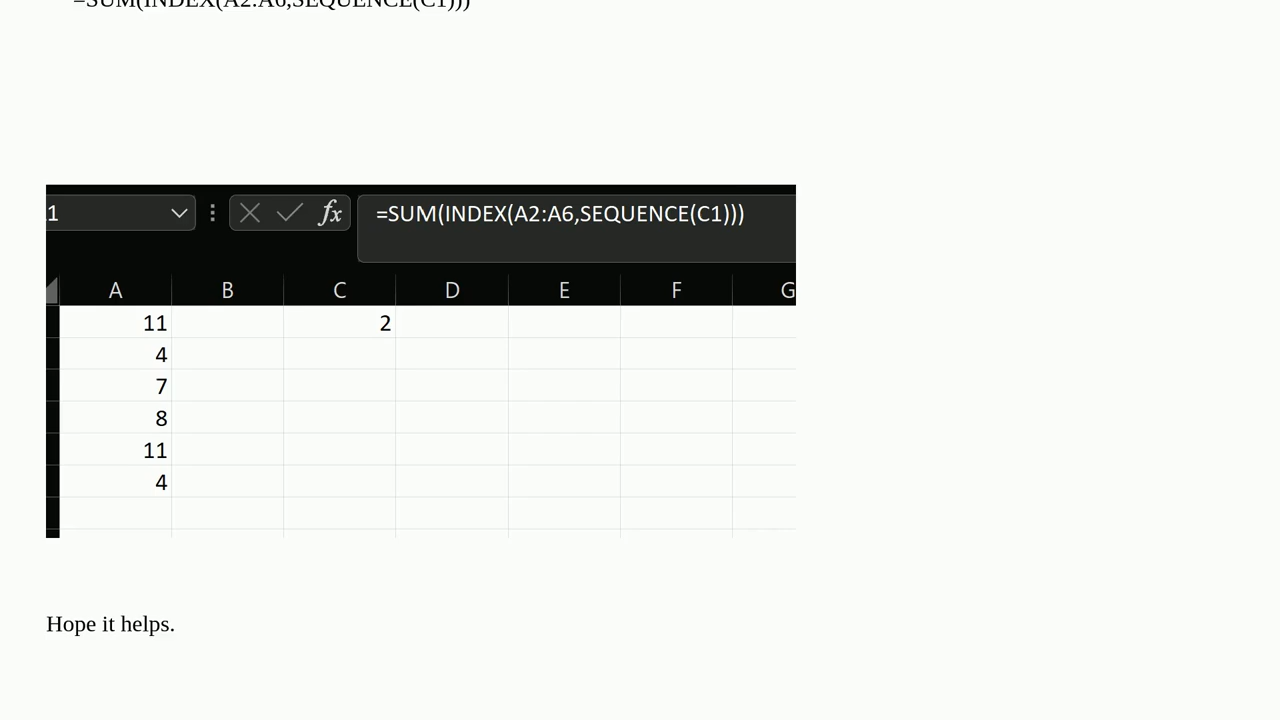 =SUM(INDEX(A2:A6,SEQUENCE(C1)))
1 fx =SUM(INDEX(A2:A6,SEQUENCE(C1)))
A B C D E F G
11 2
4
7
8
11
4
Hope it helps.